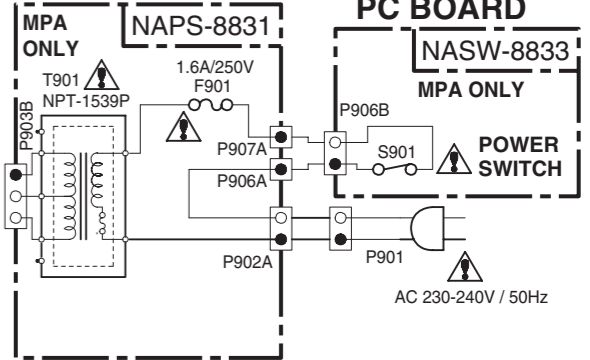 PC BOARD
MPA
ONLY
NAPS-8831
NASW-8833
MPA ONLY
T901
NPT-1539P
1.6A/250V
F901
P903B
P906B
P907A
S901
POWER
SWITCH
P906A
P902A
P901
AC 230-240V / 50Hz